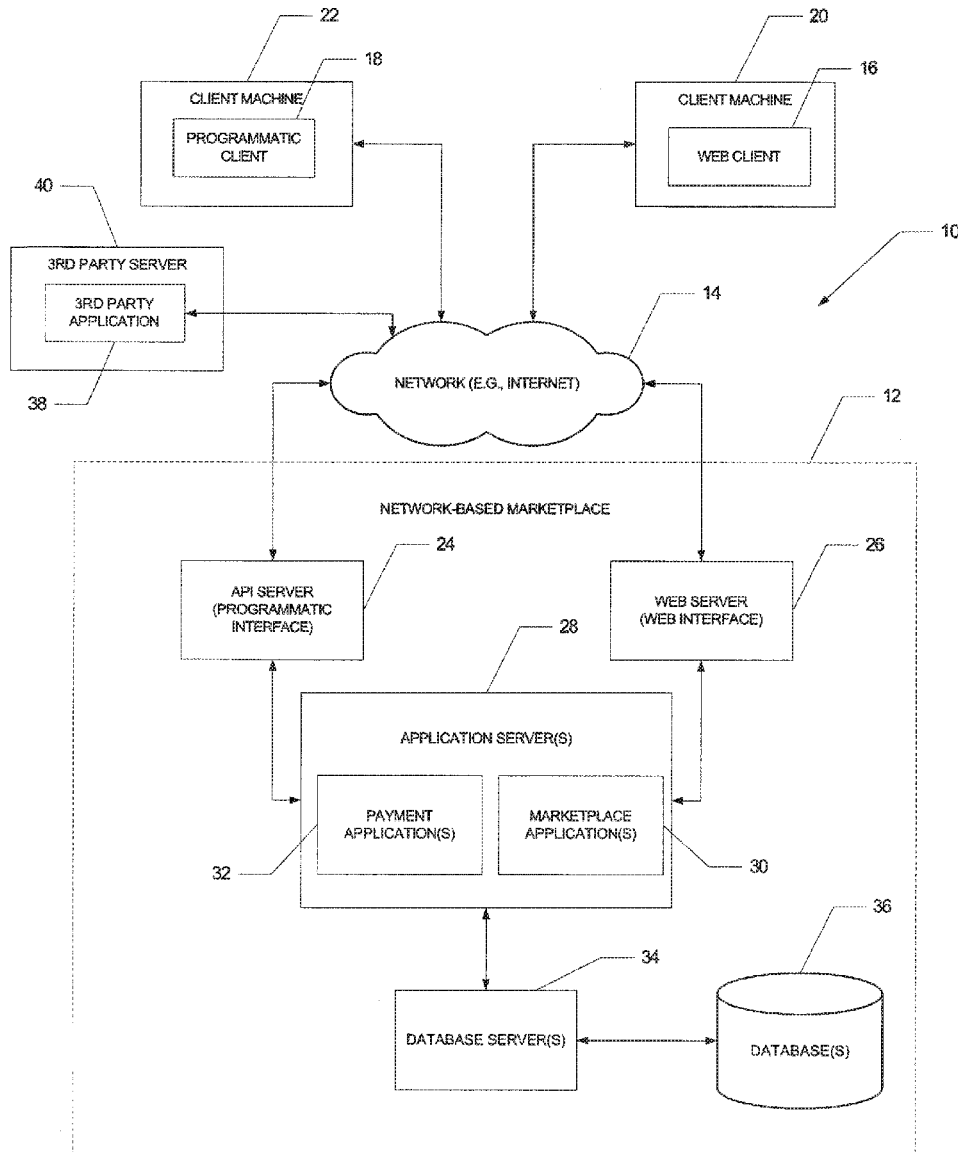 22
20
18
16
CLIENT MACHINE
PROGRAMMATIC
CLIENT
CLIENT MACHINE
WEB CLIENT
40
10
3RD PARTY SERVER
3RD PARTY
APPLICATION
14
38
NETWORK (E.G., INTERNET)
12
NETWORK-BASED MARKETPLACE
24
26
API SERVER
(PROGRAMMATIC
INTERFACE)
WEB SERVER
(WEB INTERFACE)
28
APPLICATION SERVER(S)
PAYMENT
APPLICATION(S)
MARKETPLACE
APPLICATION(S)
32
30
36
34
DATABASE SERVER(S)
DATABASE(S)